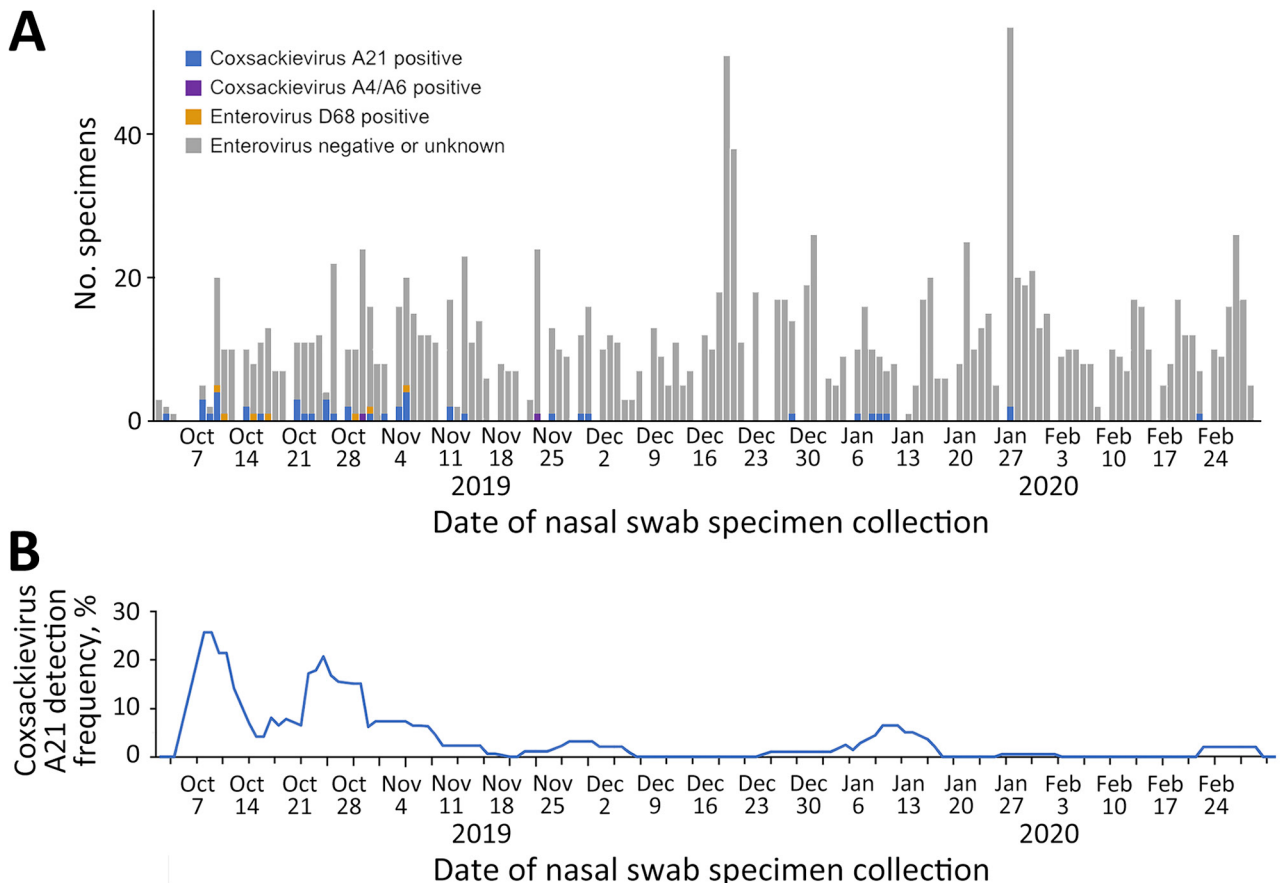 A
No. specimens
40
20
0
Coxsackievirus A21 positive
Coxsackievirus A4/A6 positive
Enterovirus D68 positive
Enterovirus negative or unknown
Oct Oct Oct Oct Nov Nov Nov Nov Dec Dec Dec Dec Dec Jan Jan Jan Jan Feb Feb Feb Feb
7 14 21 28 4 11 18 25 2 9 16 23 30 6 13 20 27 3 10 17 24
2019 2020
Date of nasal swab specimen collection
B
Coxsackievirus
A21 detection
frequency, %
30
20
10
0
Oct Oct Oct Oct Nov Nov Nov Nov Dec Dec Dec Dec Dec Jan Jan Jan Jan Feb Feb Feb Feb
7 14 21 28 4 11 18 25 2 9 16 23 30 6 13 20 27 3 10 17 24
2019 2020
Date of nasal swab specimen collection